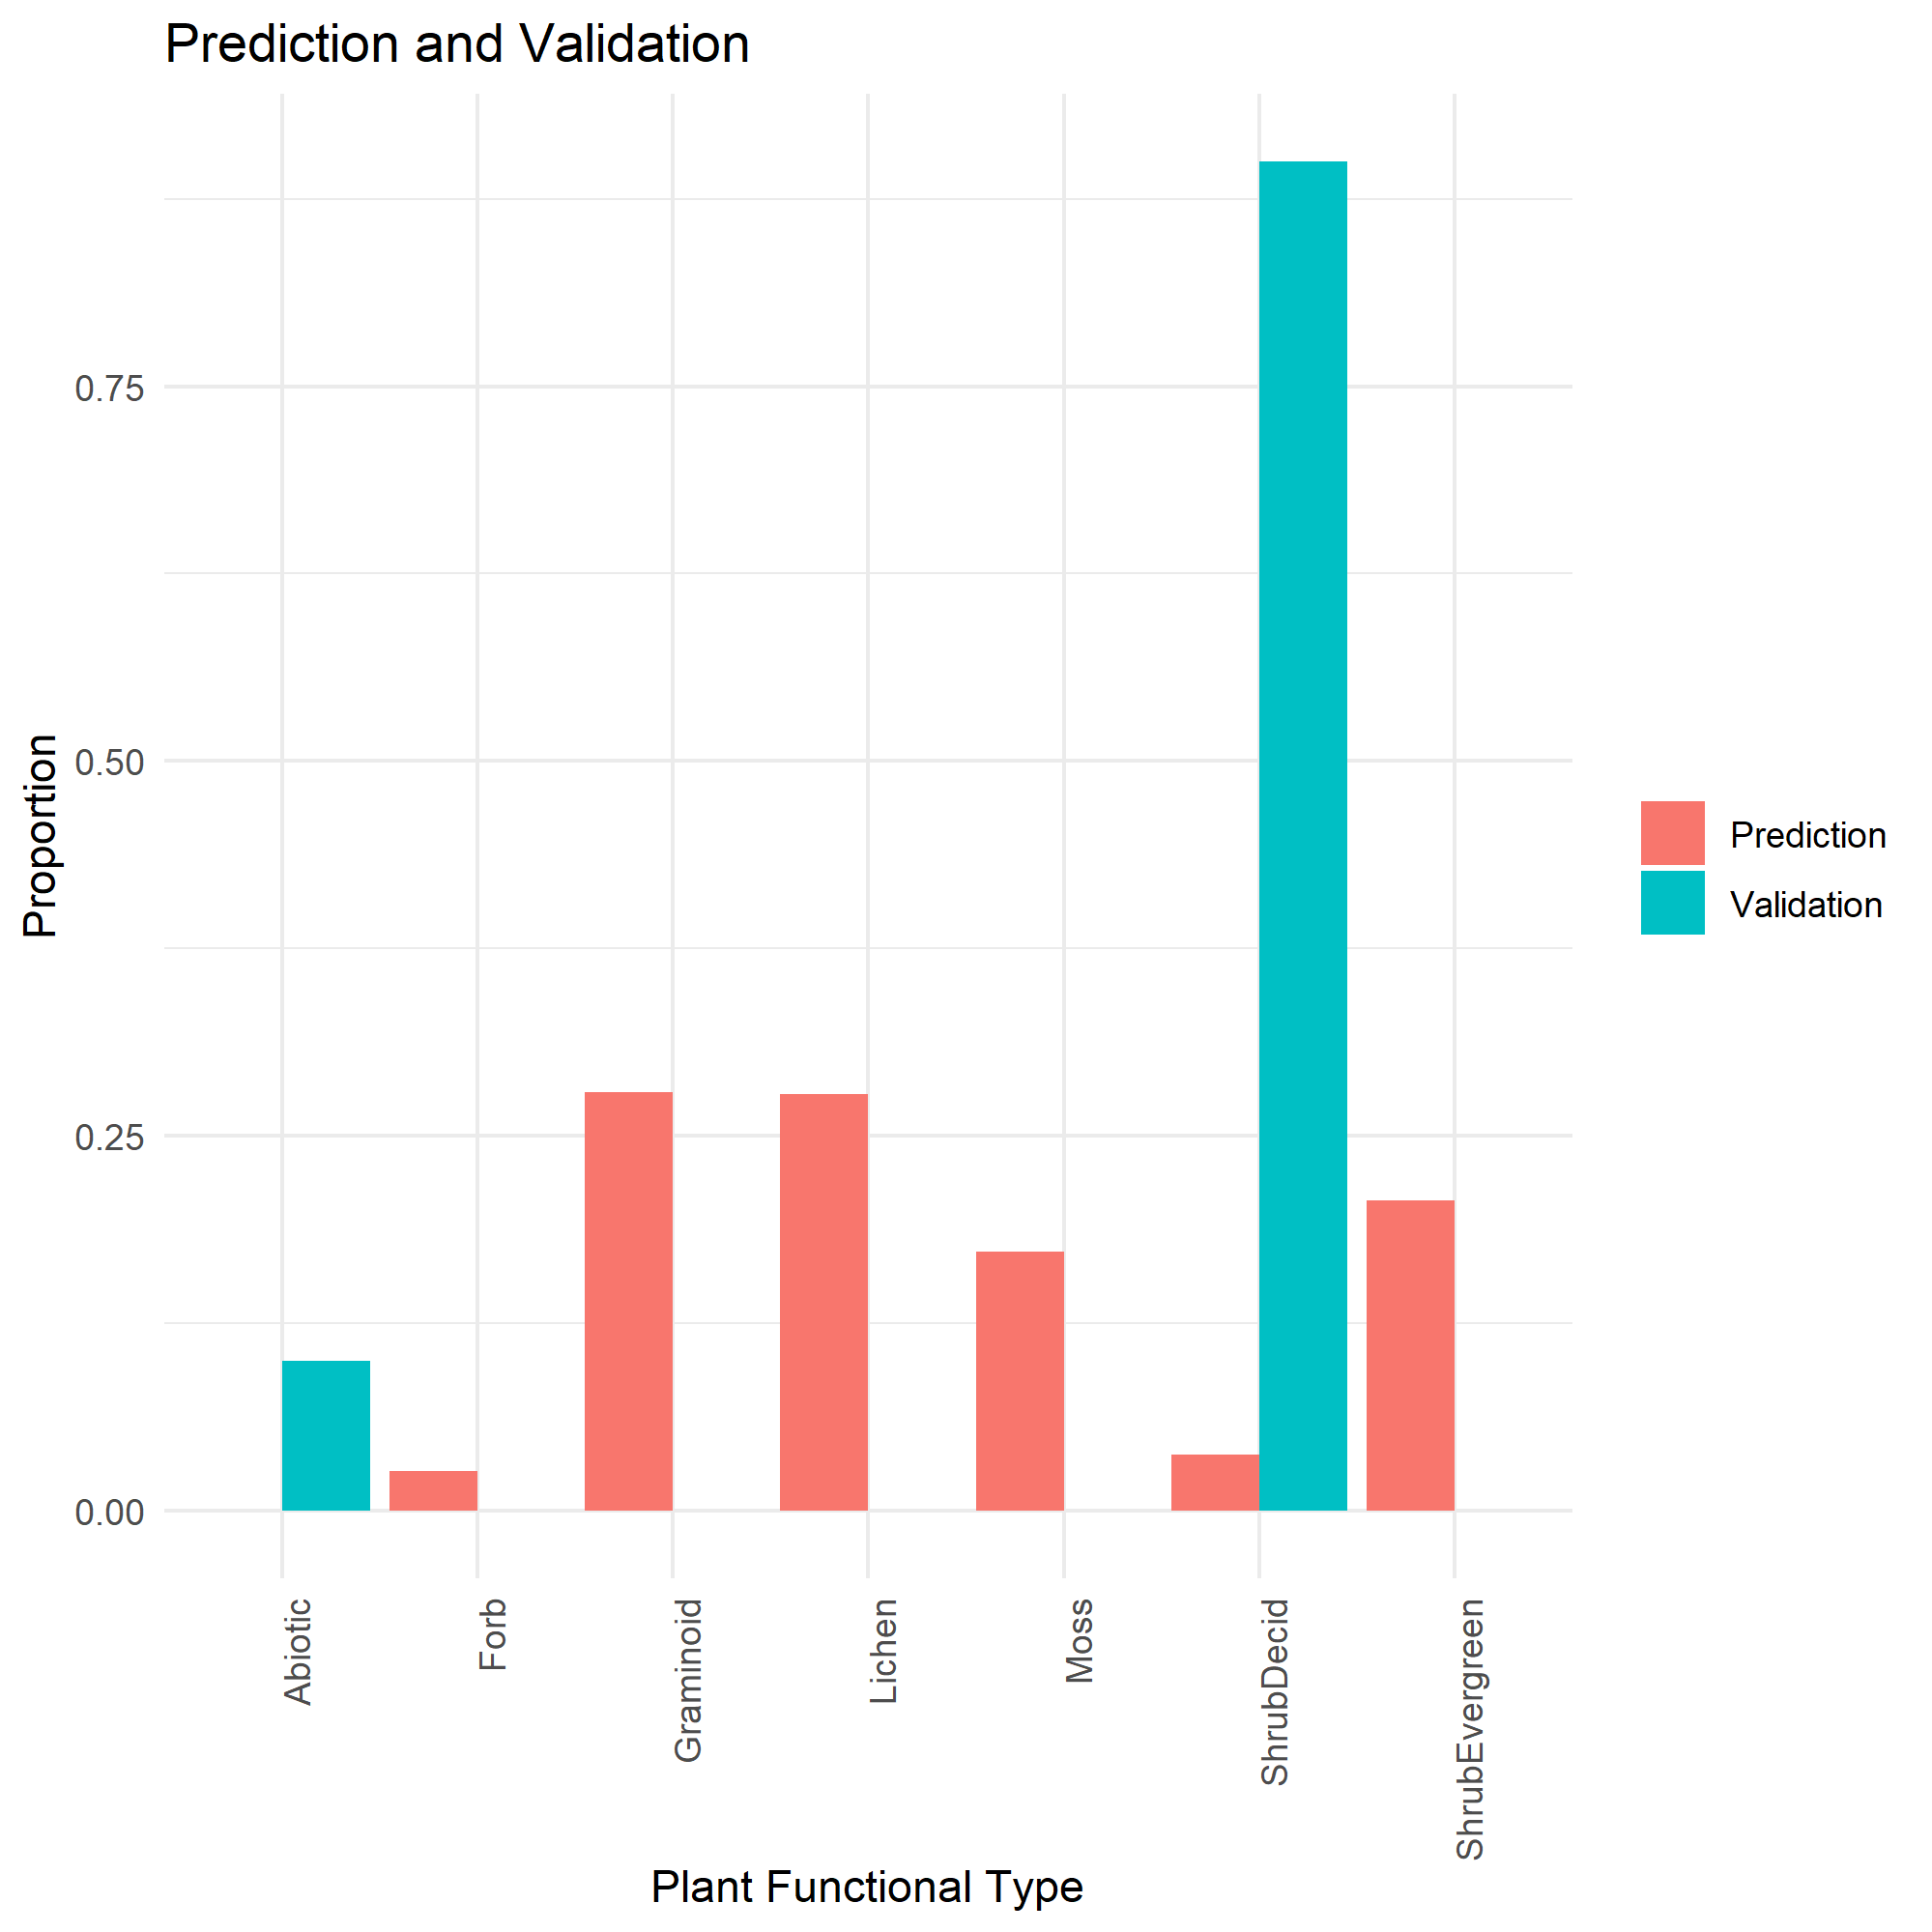 Prediction and Validation
Proportion
0.75
0.50
0.25
0.00
Abiotic
Forb
Graminoid
Lichen
Moss
ShrubDecid
ShrubEvergreen
Plant Functional Type
Prediction
Validation